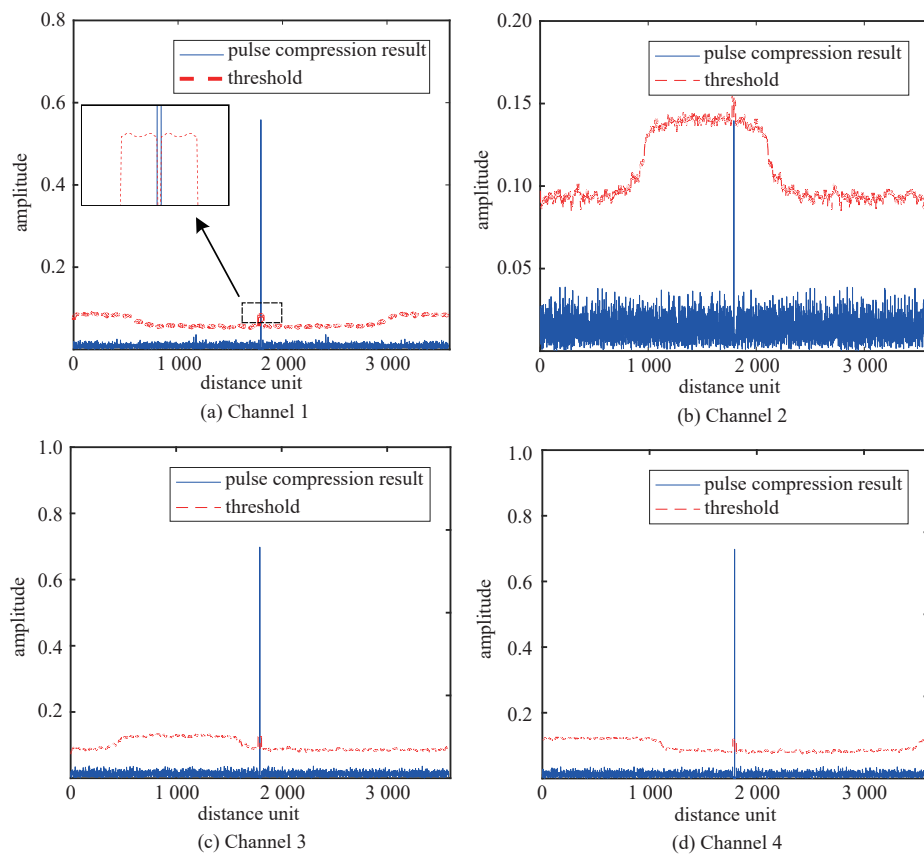 0.8
pulse compression result
threshold
0.6
amplitude
0.4
0.2
0
1 000
2 000
3 000
distance unit
(a) Channel 1
0.20
pulse compression result
threshold
0.15
amplitude
0.10
0.05
0
1 000
2 000
3 000
distance unit
(b) Channel 2
1.0
pulse compression result
threshold
0.8
0.6
amplitude
0.4
0.2
0
1 000
2 000
3 000
distance unit
(c) Channel 3
1.0
pulse compression result
threshold
0.8
0.6
amplitude
0.4
0.2
0
1 000
2 000
3 000
distance unit
(d) Channel 4